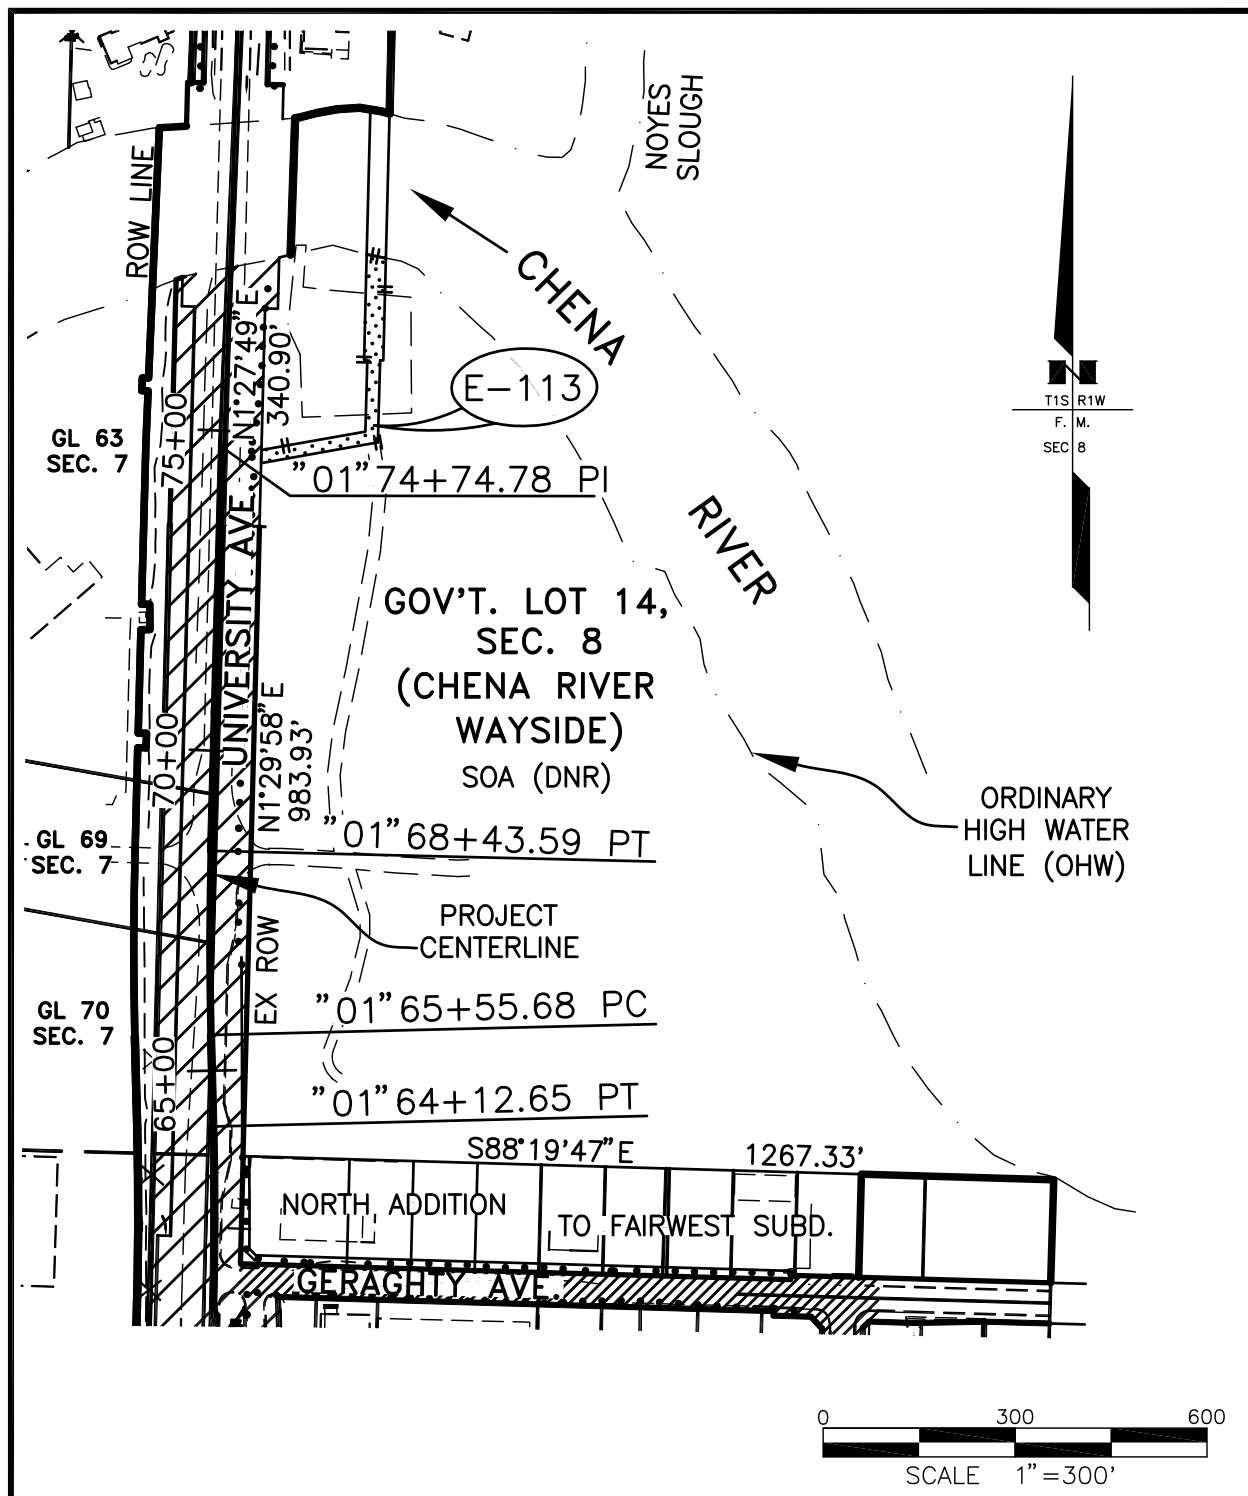 NOYES
SLOUGH
ROW LINE
CHENA
RIVER
N
T1S R1W
F. M.
SEC 8
N1°27'49"E
340.90'
E-113
GL 63
SEC. 7
75+00
"01" 74+74.78 PI
UNIVERSITY AVE.
GOV'T. LOT 14,
SEC. 8
(CHENA RIVER
WAYSIDE)
SOA (DNR)
N1°29'58"E
983.93'
70+00
ORDINARY
HIGH WATER
LINE (OHW)
GL 69
SEC. 7
"01" 68+43.59 PT
PROJECT
CENTERLINE
EX ROW
GL 70
SEC. 7
"01" 65+55.68 PC
65+00
"01" 64+12.65 PT
S88°19'47"E 1267.33'
NORTH ADDITION
TO FAIRWEST SUBD.
GERAGHTY AVE.
0 300 600
SCALE 1"=300'